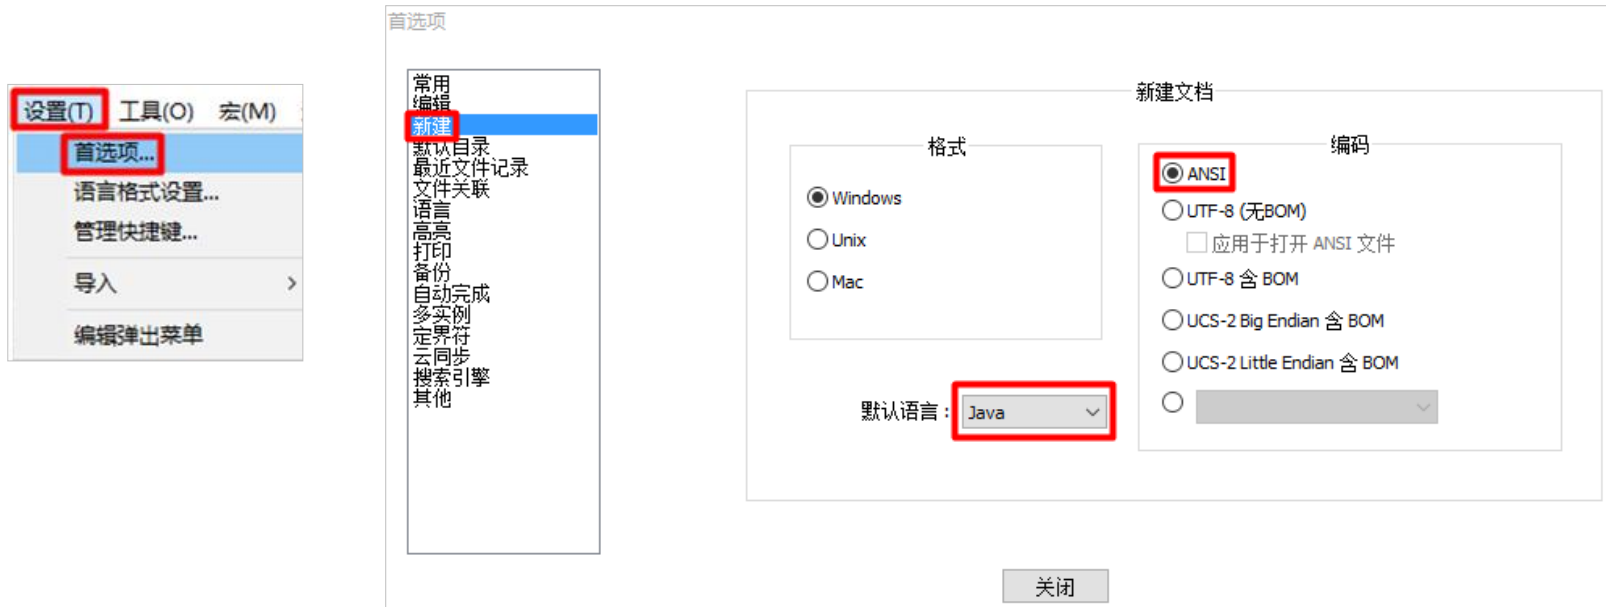 设置(T) 工具(O) 宏(M)
首选项...
语言格式设置...
管理快捷键...
导入
编辑弹出菜单
首选项
常用
编辑
新建
默认目录
最近文件记录
文件关联
语言
高亮
打印
备份
自动完成
多实例
定界符
云同步
搜索引擎
其他
新建文档
格式
Windows
Unix
Mac
默认语言： Java
编码
ANSI
UTF-8 (无BOM)
应用于打开 ANSI 文件
UTF-8 含 BOM
UCS-2 Big Endian 含 BOM
UCS-2 Little Endian 含 BOM
关闭